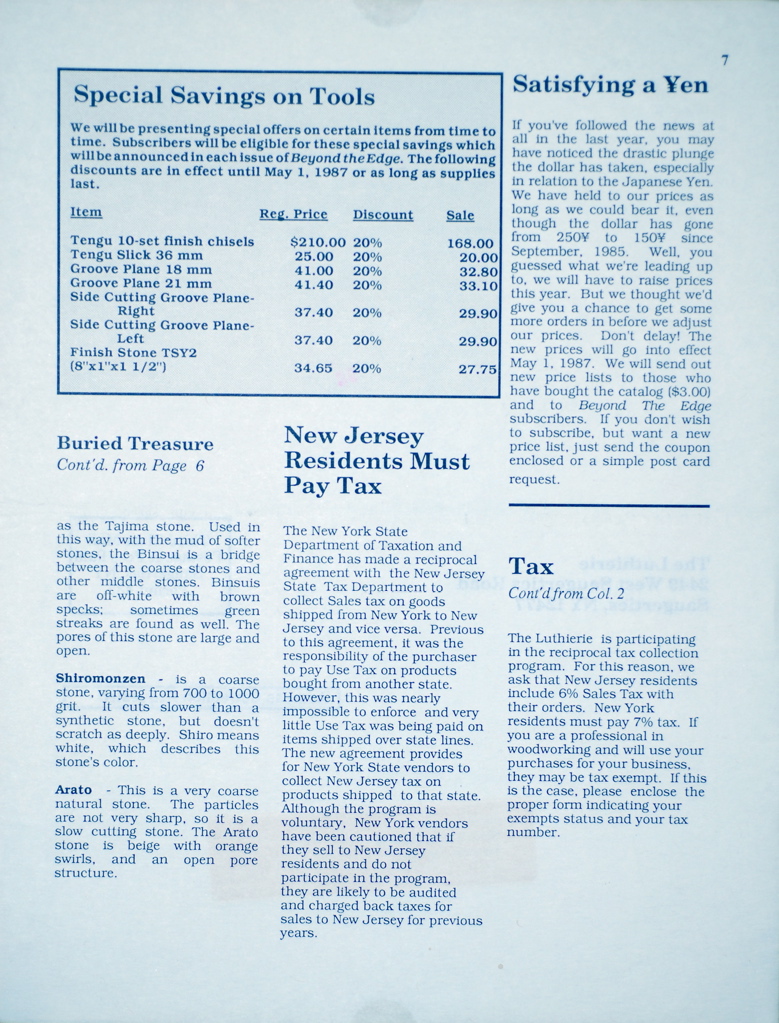 7
Special Savings on Tools
We will be presenting special offers on certain items from time to
time. Subscribers will be eligible for these special savings which
will be announced in each issue of Beyond the Edge. The following
discounts are in effect until May 1, 1987 or as long as supplies
last.
Item Reg. Price Discount Sale
Tengu 10-set finish chisels $210.00 20% 168.00
Tengu Slick 36 mm 25.00 20% 20.00
Groove Plane 18 mm 41.00 20% 32.80
Groove Plane 21 mm 41.40 20% 33.10
Side Cutting Groove Plane-
Right 37.40 20% 29.90
Side Cutting Groove Plane-
Left 37.40 20% 29.90
Finish Stone TSY2
(8"x1"x1 1/2") 34.65 20% 27.75
Buried Treasure
Cont'd. from Page 6
as the Tajima stone. Used in
this way, with the mud of softer
stones, the Binsui is a bridge
between the coarse stones and
other middle stones. Binsuis
are off-white with brown
specks; sometimes green
streaks are found as well. The
pores of this stone are large and
open.
Shiromonzen - is a coarse
stone, varying from 700 to 1000
grit. It cuts slower than a
synthetic stone, but doesn't
scratch as deeply. Shiro means
white, which describes this
stone's color.
Arato - This is a very coarse
natural stone. The particles
are not very sharp, so it is a
slow cutting stone. The Arato
stone is beige with orange
swirls, and an open pore
structure.
New Jersey
Residents Must
Pay Tax
The New York State
Department of Taxation and
Finance has made a reciprocal
agreement with the New Jersey
State Tax Department to
collect Sales tax on goods
shipped from New York to New
Jersey and vice versa. Previous
to this agreement, it was the
responsibility of the purchaser
to pay Use Tax on products
bought from another state.
However, this was nearly
impossible to enforce and very
little Use Tax was being paid on
items shipped over state lines.
The new agreement provides
for New York State vendors to
collect New Jersey tax on
products shipped to that state.
Although the program is
voluntary, New York vendors
have been cautioned that if
they sell to New Jersey
residents and do not
participate in the program,
they are likely to be audited
and charged back taxes for
sales to New Jersey for previous
years.
Satisfying a ¥en
If you've followed the news at
all in the last year, you may
have noticed the drastic plunge
the dollar has taken, especially
in relation to the Japanese Yen.
We have held to our prices as
long as we could bear it, even
though the dollar has gone
from 250¥ to 150¥ since
September, 1985. Well, you
guessed what we're leading up
to, we will have to raise prices
this year. But we thought we'd
give you a chance to get some
more orders in before we adjust
our prices. Don't delay! The
new prices will go into effect
May 1, 1987. We will send out
new price lists to those who
have bought the catalog ($3.00)
and to Beyond The Edge
subscribers. If you don't wish
to subscribe, but want a new
price list, just send the coupon
enclosed or a simple post card
request.
Tax
Cont'd from Col. 2
The Luthierie is participating
in the reciprocal tax collection
program. For this reason, we
ask that New Jersey residents
include 6% Sales Tax with
their orders. New York
residents must pay 7% tax. If
you are a professional in
woodworking and will use your
purchases for your business,
they may be tax exempt. If this
is the case, please enclose the
proper form indicating your
exempts status and your tax
number.